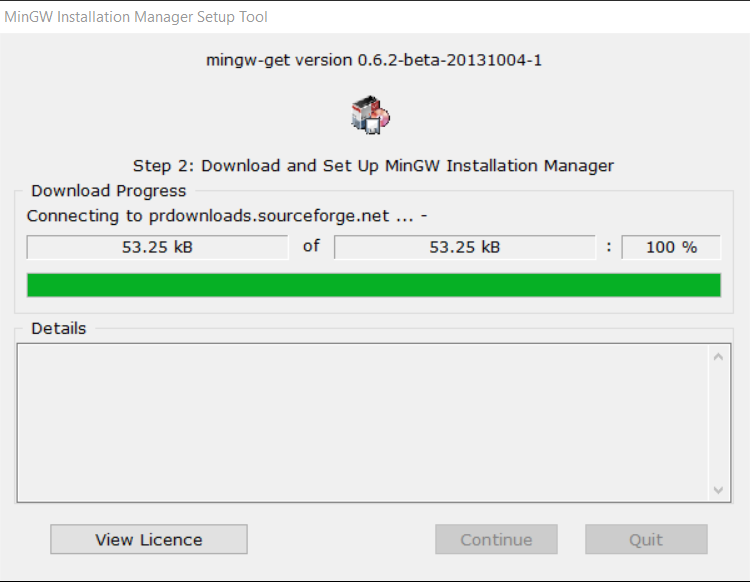 MinGW Installation Manager Setup Tool
mingw-get version 0.6.2-beta-20131004-1
Step 2: Download and Set Up MinGW Installation Manager
Download Progress
Connecting to prdownloads.sourceforge.net ... -
53.25 kB of 53.25 kB : 100 %
Details
View Licence Continue Quit